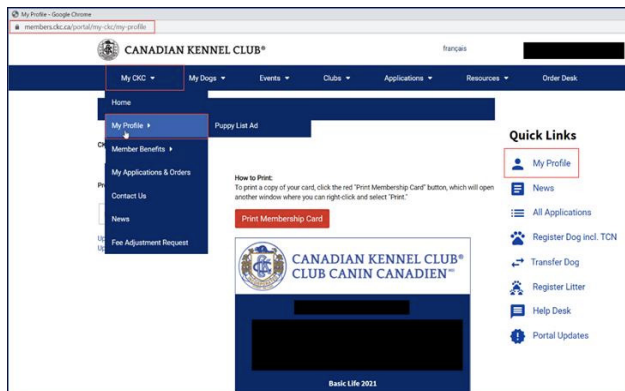 My Profile - Google Chrome
members.ckc.ca/portal/my-ckc/my-profile
CANADIAN KENNEL CLUB®
français
My CKC
My Dogs
Events
Clubs
Applications
Resources
Order Desk
Home
My Profile
Puppy List Ad
Member Benefits
My Applications & Orders
Contact Us
News
Fee Adjustment Request
How to Print:
To print a copy of your card, click the red "Print Membership Card" button, which will open
another window where you can right-click and select "Print."
Print Membership Card
CANADIAN KENNEL CLUB®
CLUB CANIN CANADIEN
Basic Life 2021
Quick Links
My Profile
News
All Applications
Register Dog incl. TCN
Transfer Dog
Register Litter
Help Desk
Portal Updates